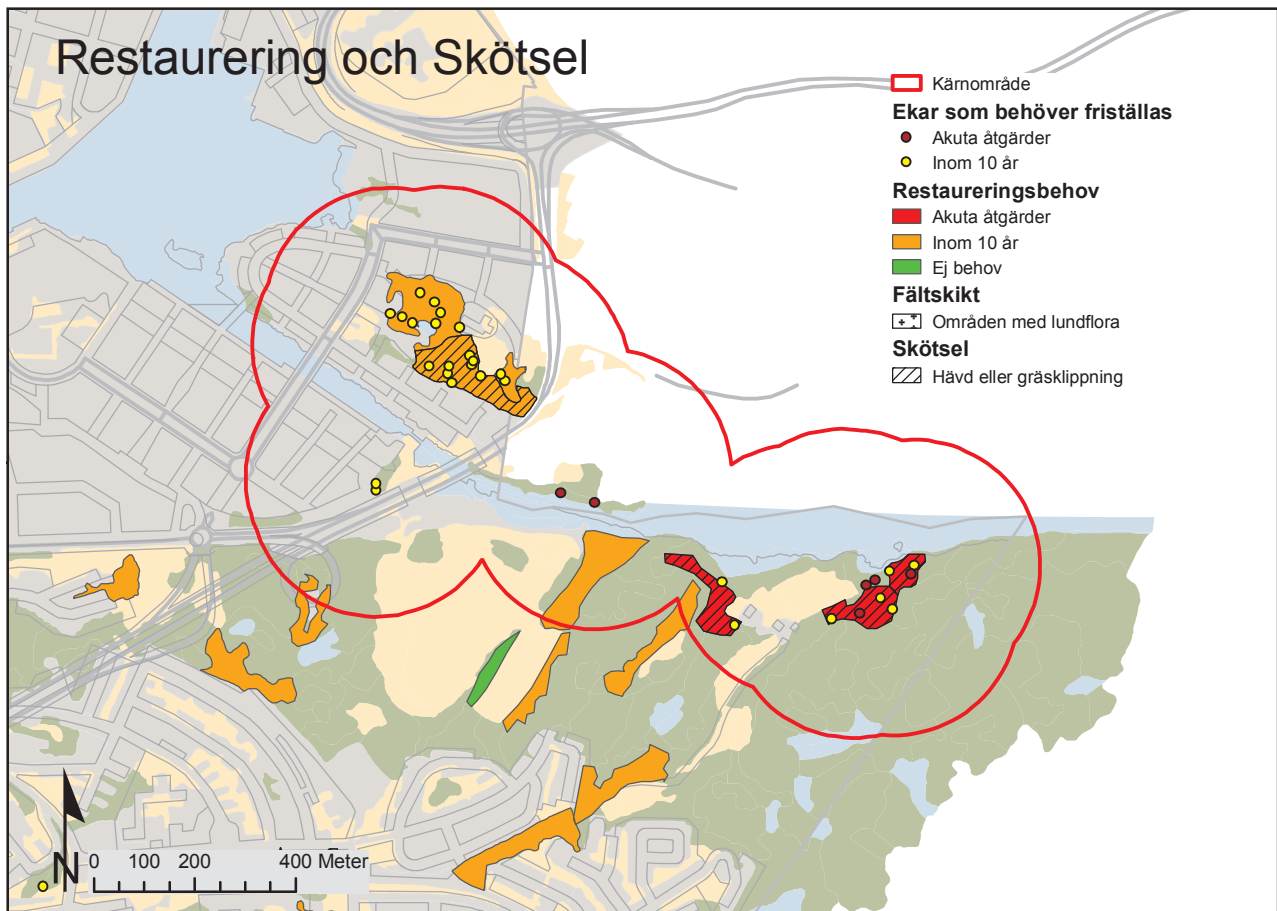 Restaurering och Skötsel
Kärnområde
Ekar som behöver friställas
Akuta åtgärder
Inom 10 år
Restaureringsbehov
Akuta åtgärder
Inom 10 år
Ej behov
Fältskikt
Områden med lundflora
Skötsel
Hävd eller gräsklippning
N
0 100 200 400 Meter